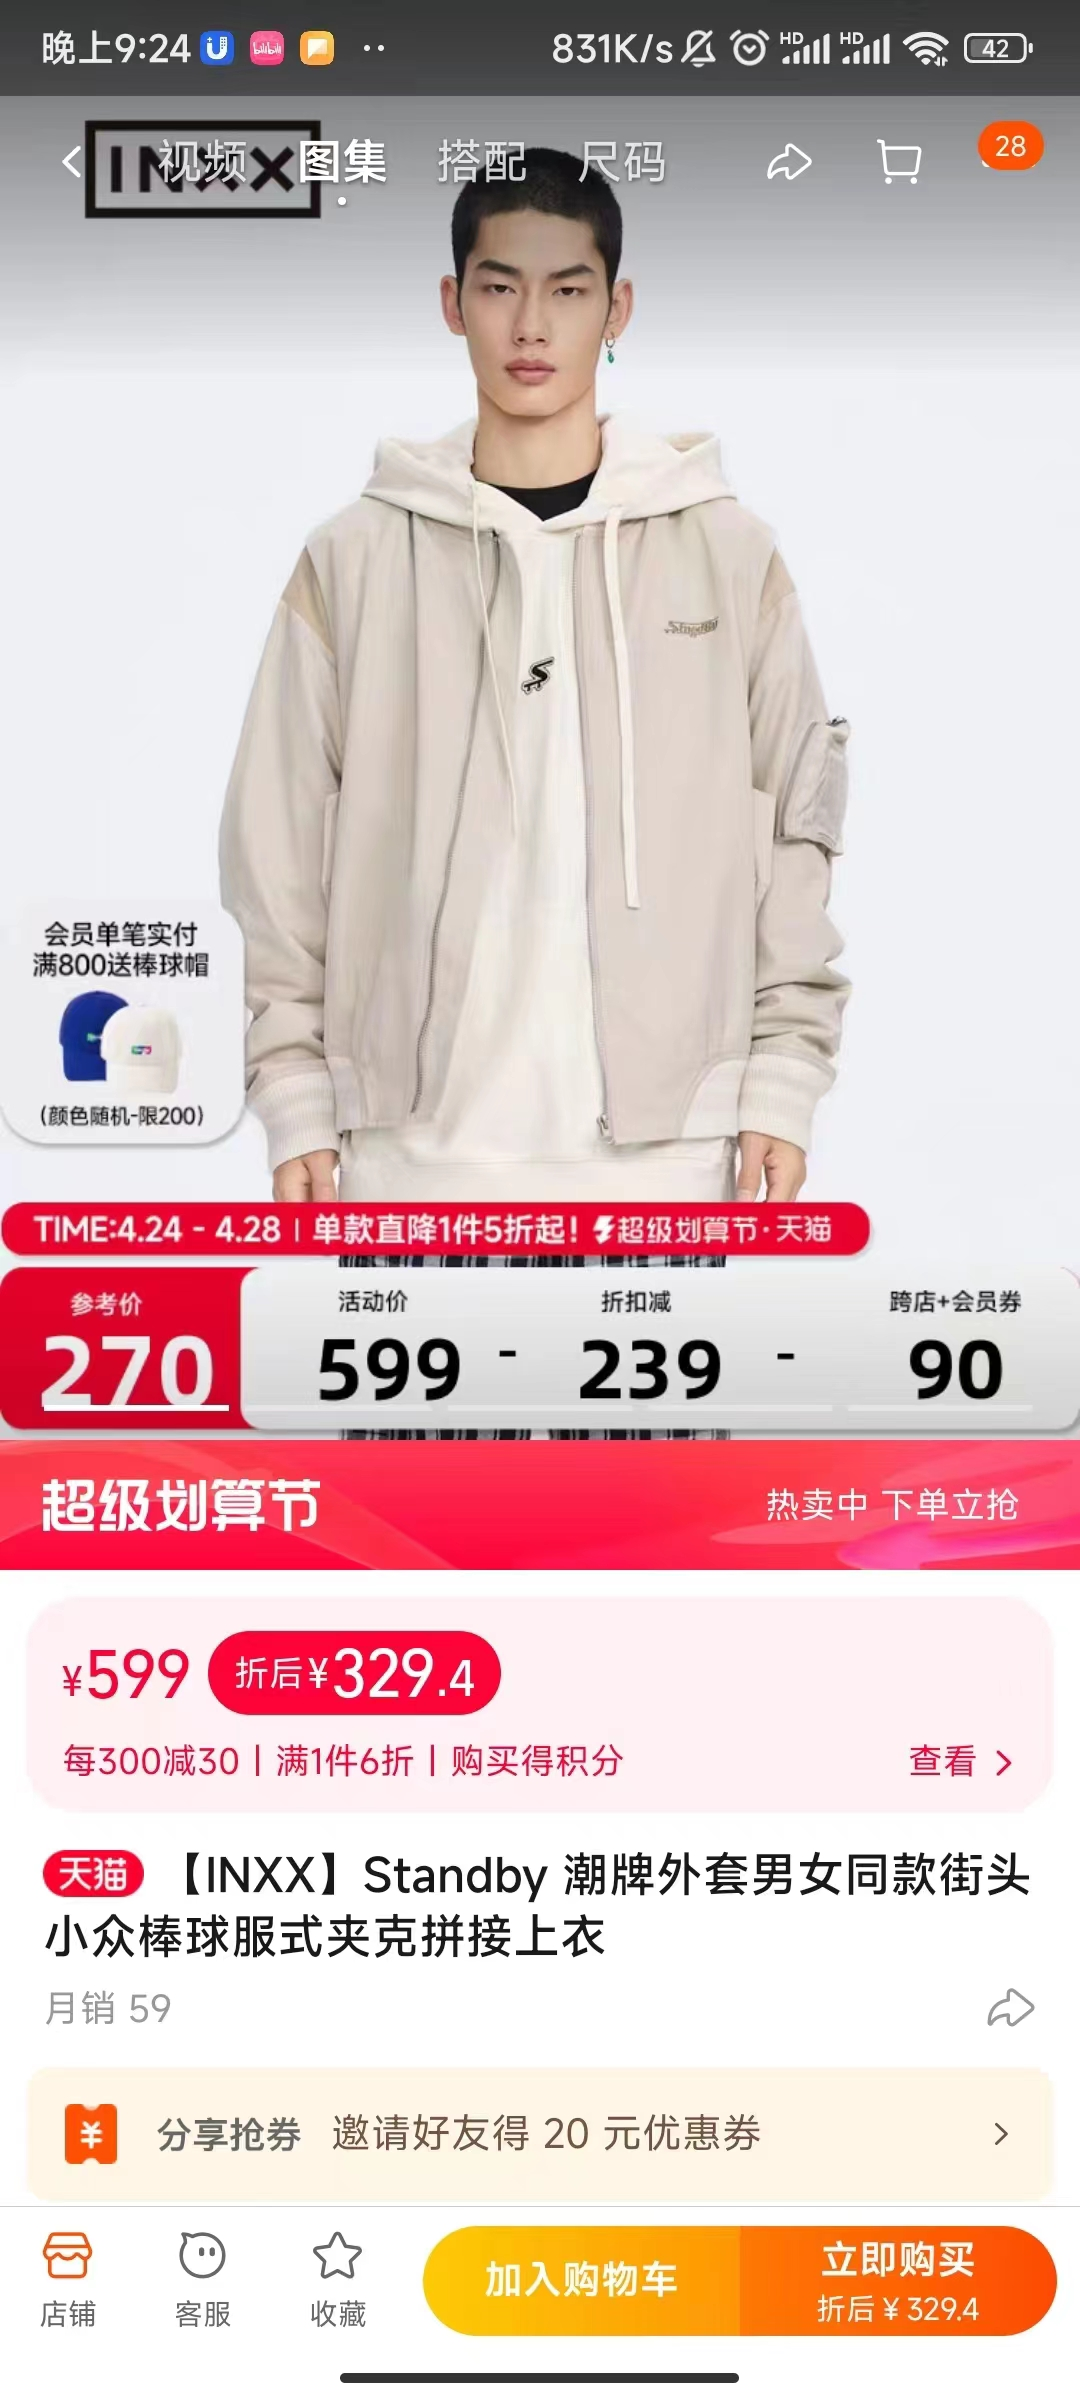 晚上9:24
831K/s
HD
HD
42
INXX
视频 图集 搭配 尺码
28
Standby
会员单笔实付
满800送棒球帽
(颜色随机-限200)
TIME:4.24 - 4.28 | 单款直降1件5折起! 超级划算节·天猫
参考价 活动价 折扣减 跨店+会员券
270 599 - 239 - 90
超级划算节
热卖中 下单立抢
¥599 折后¥329.4
每300减30 | 满1件6折 | 购买得积分
查看
天猫 【INXX】Standby 潮牌外套男女同款街头
小众棒球服式夹克拼接上衣
月销 59
分享抢券 邀请好友得 20 元优惠券
店铺
客服
收藏
加入购物车
立即购买
折后¥329.4